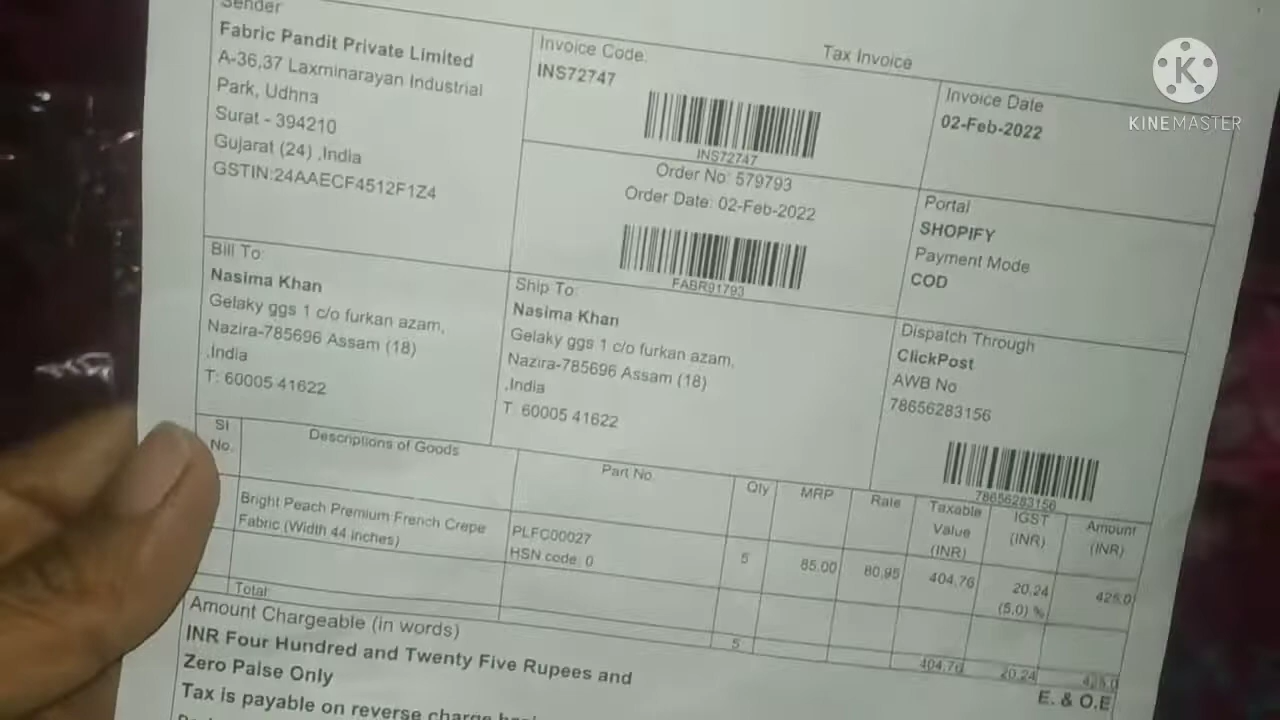 Sender
Fabric Pandit Private Limited
A-36,37 Laxminarayan Industrial
Park, Udhna
Surat - 394210
Gujarat (24) ,India
GSTIN:24AAECF4512F1Z4
Tax Invoice
Invoice Code
INS72747
INS72747
Order No: 579793
Order Date: 02-Feb-2022
FABR91793
Invoice Date
02-Feb-2022
Portal
SHOPIFY
Payment Mode
COD
KINEMASTER
Bill To:
Nasima Khan
Gelaky ggs 1 c/o furkan azam,
Nazira-785696 Assam (18)
,India
T: 60005 41622
Ship To:
Nasima Khan
Gelaky ggs 1 c/o furkan azam,
Nazira-785696 Assam (18)
,India
T: 60005 41622
Dispatch Through
ClickPost
AWB No
78656283156
78656283156
Sl No. Descriptions of Goods Part No. Qty MRP Rate Taxable Value (INR) IGST (INR) Amount (INR)
Bright Peach Premium French Crepe PLFC00027 5 85.00 80.95 404.76 20.24 425.0
Fabric (Width 44 inches) HSN code: 0 (5.0) %
Total 5 404.76 20.24 425.0
Amount Chargeable (in words)
E. & O.E
INR Four Hundred and Twenty Five Rupees and
Zero Paise Only
Tax is payable on reverse charge